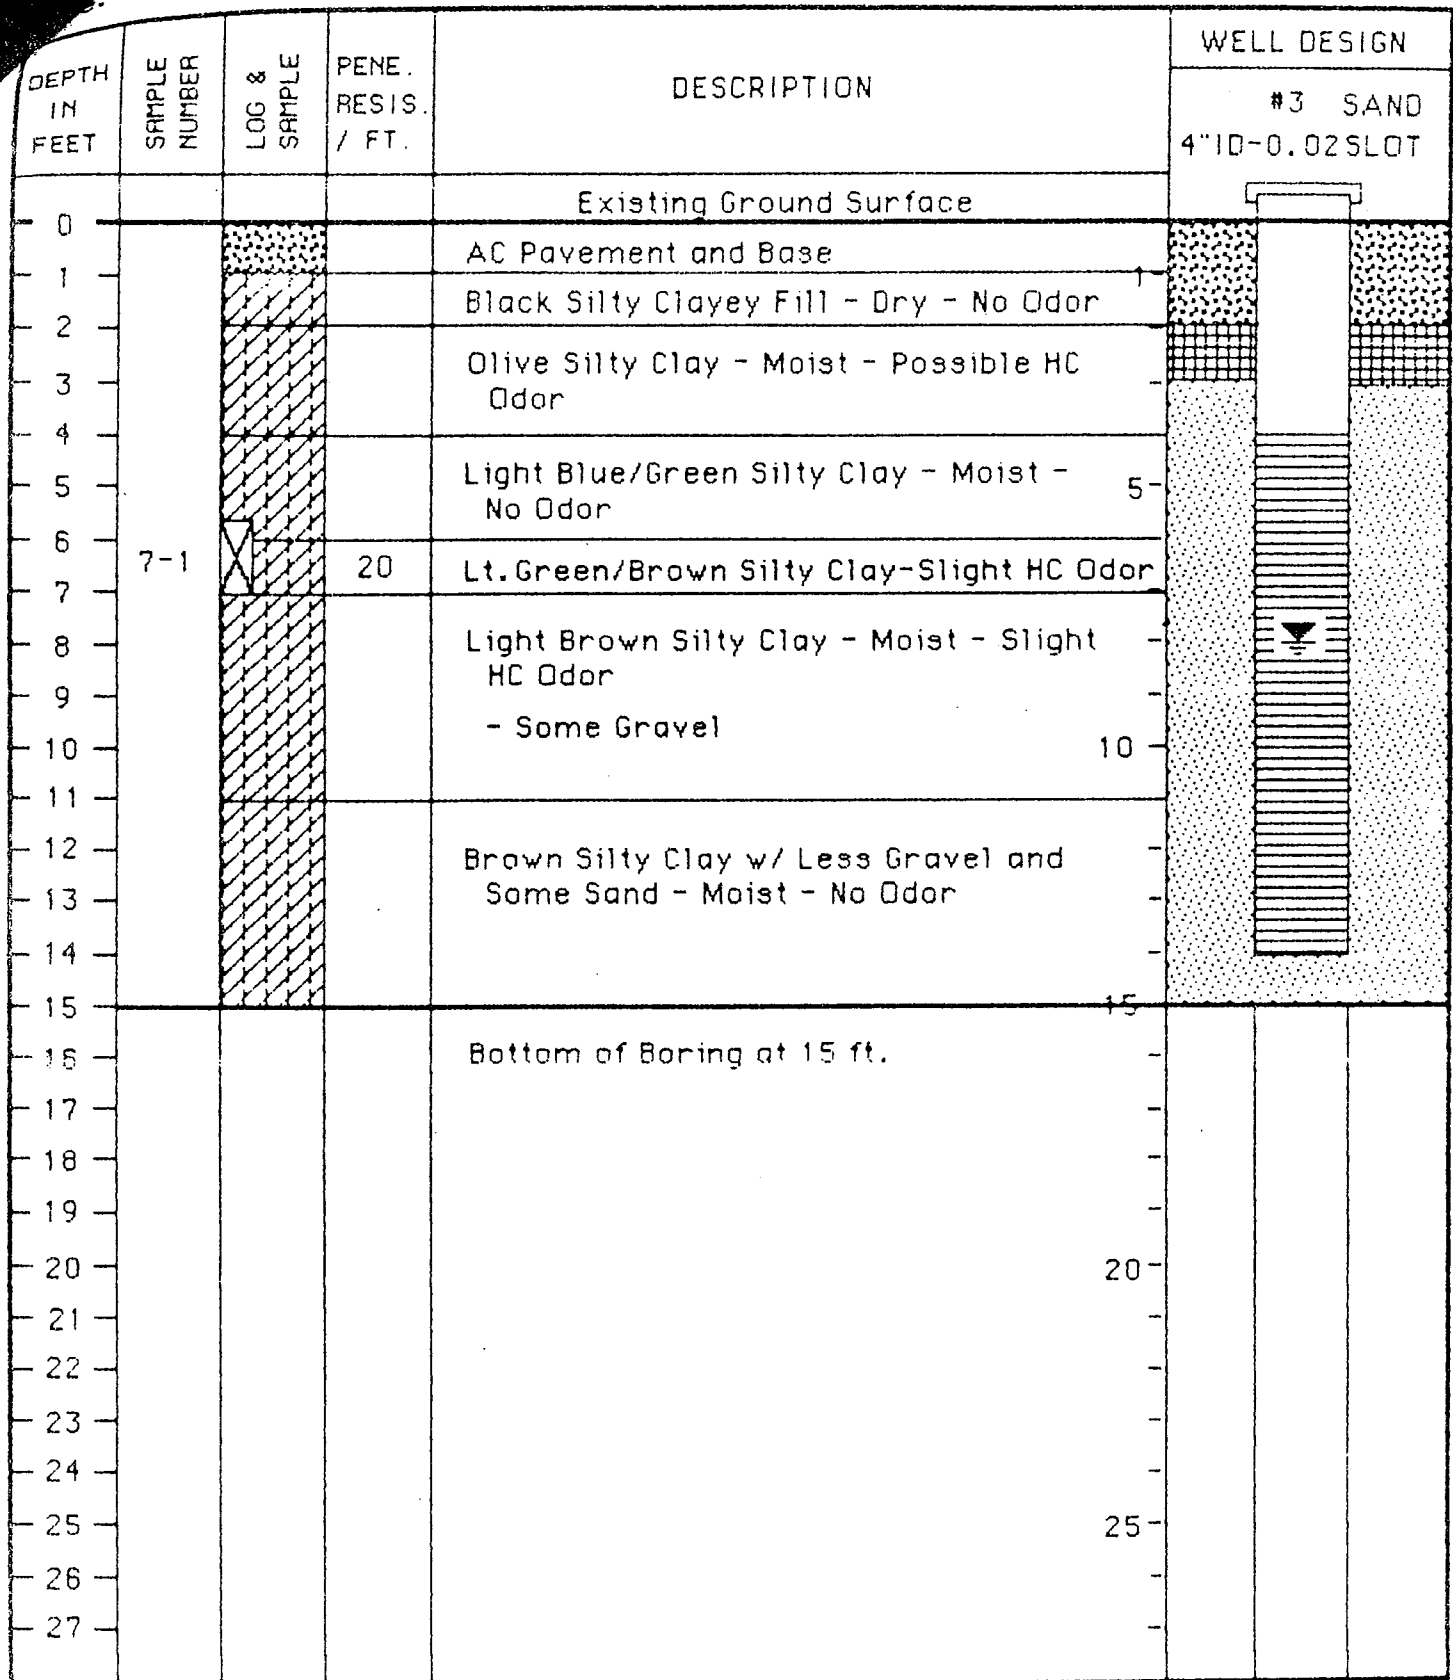 DEPTH
IN
FEET
SAMPLE
NUMBER
LOG &
SAMPLE
PENE.
RESIS.
/ FT.
DESCRIPTION
WELL DESIGN
#3 SAND
4"ID-0.02SLOT
Existing Ground Surface
0
AC Pavement and Base
1
1
Black Silty Clayey Fill - Dry - No Odor
2
Olive Silty Clay - Moist - Possible HC
Odor
3
4
Light Blue/Green Silty Clay - Moist -
No Odor
5
5
6
7-1
20
Lt.Green/Brown Silty Clay-Slight HC Odor
7
Light Brown Silty Clay - Moist - Slight
HC Odor
8
9
- Some Gravel
10
10
11
12
Brown Silty Clay w/ Less Gravel and
Some Sand - Moist - No Odor
13
14
15
15
Bottom of Boring at 15 ft.
16
17
18
19
20
20
21
22
23
24
25
25
26
27